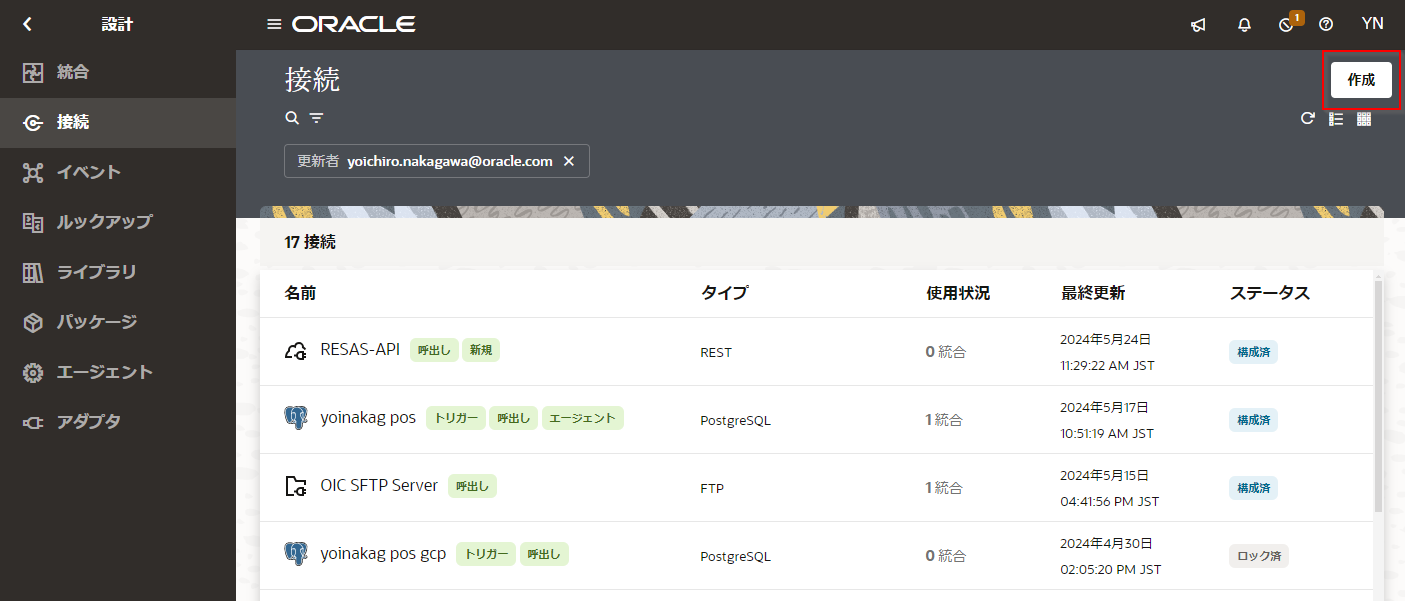 設計
ORACLE
1
YN
統合
接続
イベント
ルックアップ
ライブラリ
パッケージ
エージェント
アダプタ
接続
作成
更新者 yoichiro.nakagawa@oracle.com
17 接続
名前 タイプ 使用状況 最終更新 ステータス
RESAS-API 呼出し 新規 REST 0 統合 2024年5月24日 構成済
11:29:22 AM JST
yoinakag pos トリガー 呼出し エージェント PostgreSQL 1 統合 2024年5月17日 構成済
10:51:19 AM JST
OIC SFTP Server 呼出し FTP 1 統合 2024年5月15日 構成済
04:41:56 PM JST
yoinakag pos gcp トリガー 呼出し PostgreSQL 0 統合 2024年4月30日 ロック済
02:05:20 PM JST